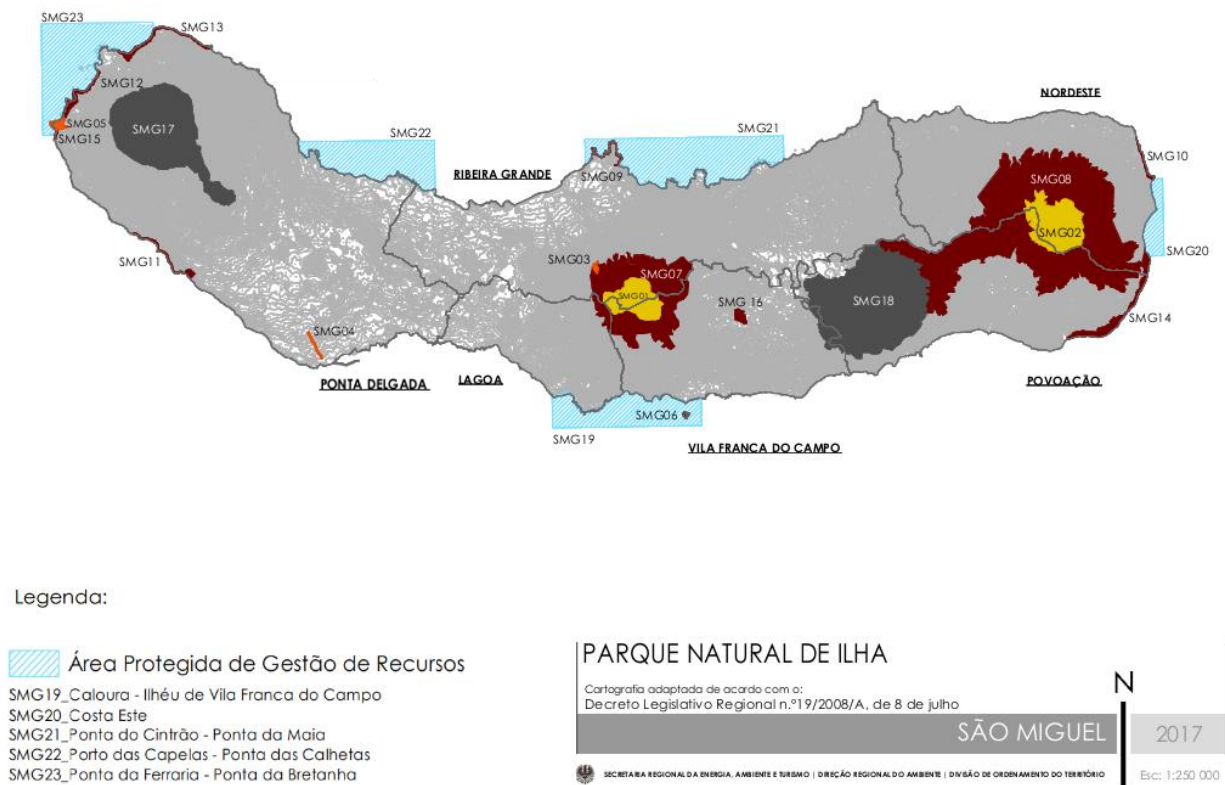 SMG23
SMG13
SMG12
SMG05
SMG15
SMG17
SMG22
SMG21
NORDESTE
RIBEIRA GRANDE
SMG09
SMG10
SMG08
SMG02
SMG20
SMG11
SMG03
SMG07
SMG01
SMG 16
SMG18
SMG14
SMG04
PONTA DELGADA
LAGOA
POVOAÇÃO
SMG06
SMG19
VILA FRANCA DO CAMPO
Legenda:
Área Protegida de Gestão de Recursos
SMG19_Caloura - Ilhéu de Vila Franca do Campo
SMG20_Costa Este
SMG21_Ponta do Cintrão - Ponta da Maia
SMG22_Porto das Capelas - Ponta das Calhetas
SMG23_Ponta da Ferraria - Ponta da Bretanha
PARQUE NATURAL DE ILHA
Cartografia adaptada de acordo com o:
Decreto Legislativo Regional n.º19/2008/A, de 8 de julho
SÃO MIGUEL
N
2017
SECRETARIA REGIONAL DA ENERGIA, AMBIENTE E TURISMO | DIREÇÃO REGIONAL DO AMBIENTE | DIVISÃO DE ORDENAMENTO DO TERRITÓRIO
Esc: 1:250 000